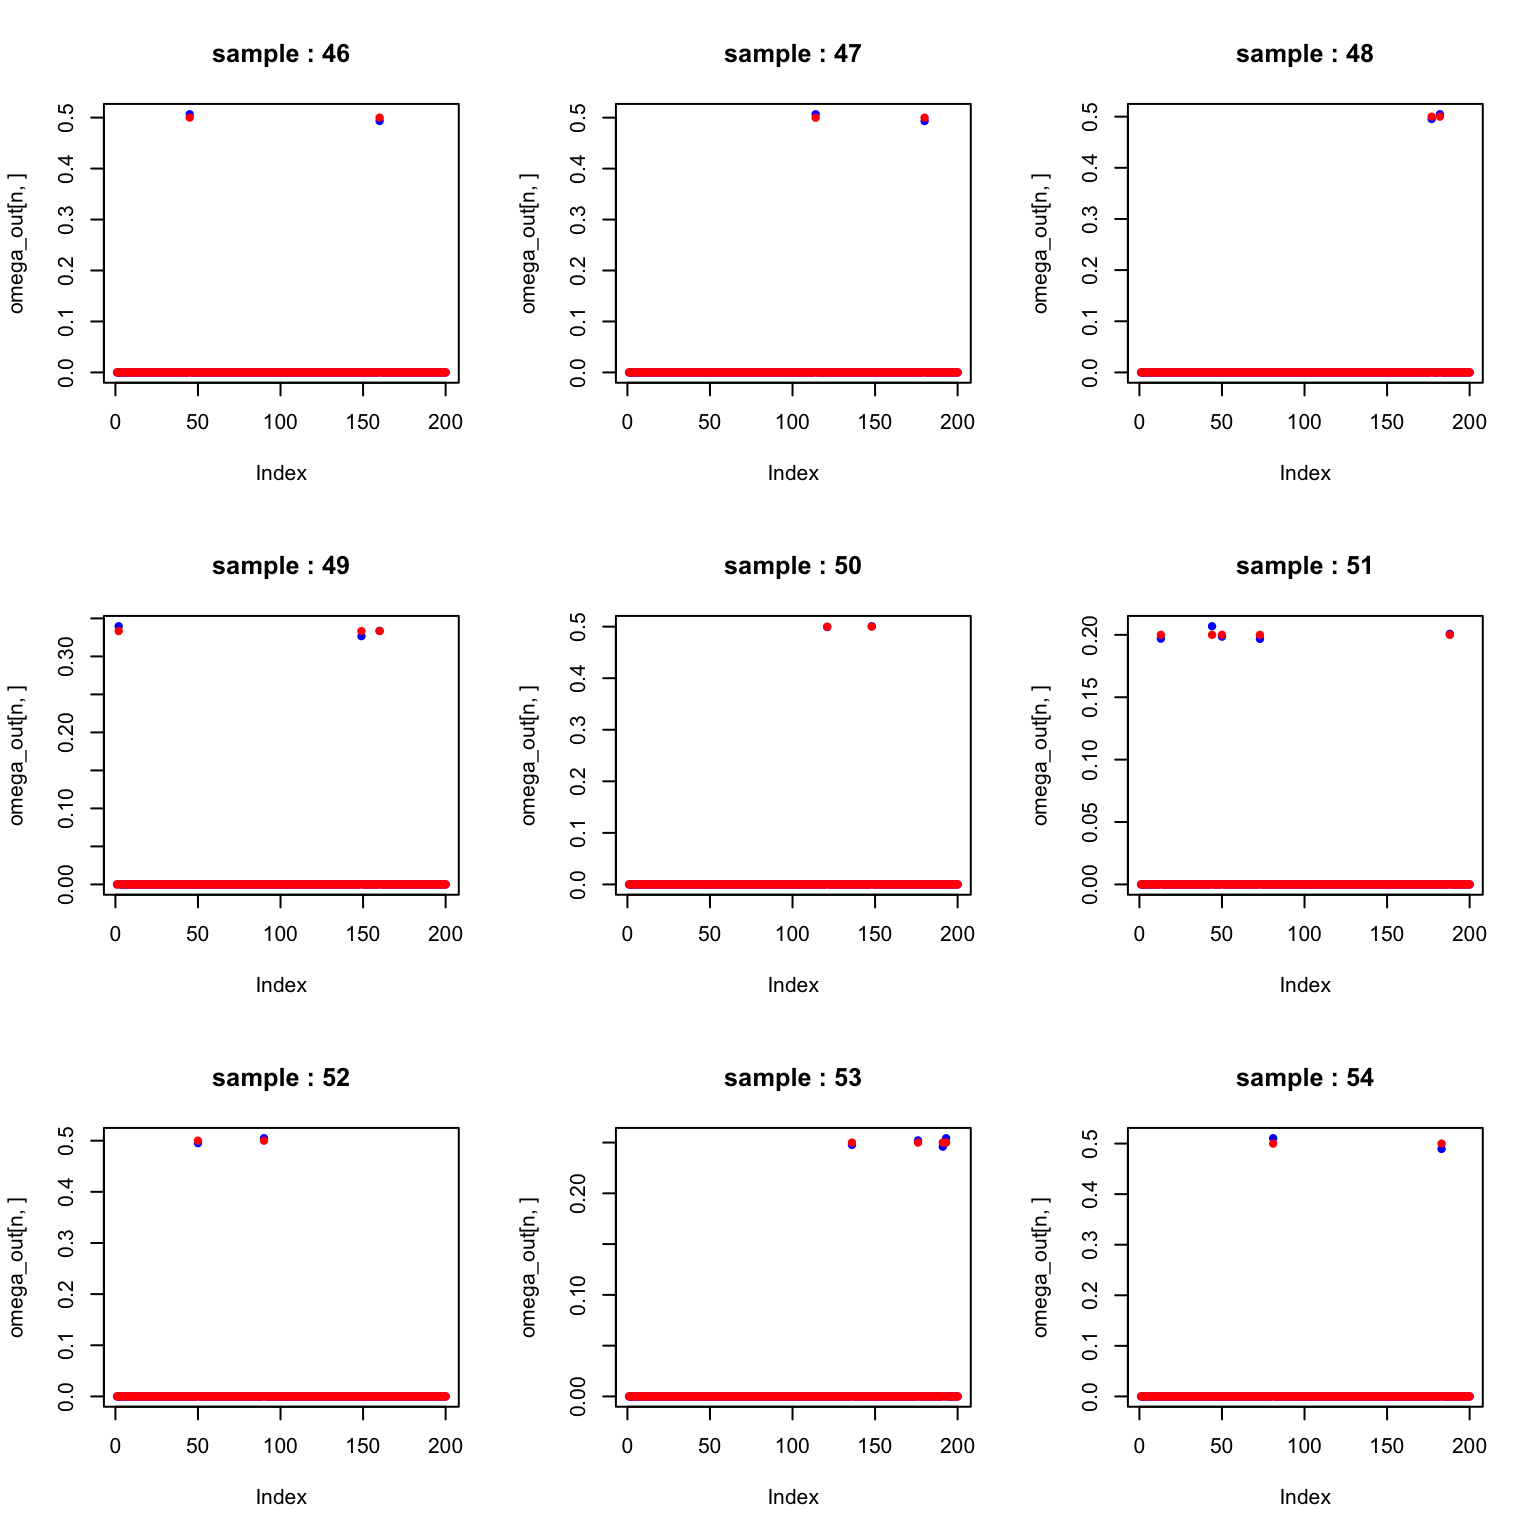 sample : 46
omega_out[n, ]
0.0 0.1 0.2 0.3 0.4 0.5
0 50 100 150 200
Index
sample : 47
omega_out[n, ]
0.0 0.1 0.2 0.3 0.4 0.5
0 50 100 150 200
Index
sample : 48
omega_out[n, ]
0.0 0.1 0.2 0.3 0.4 0.5
0 50 100 150 200
Index
sample : 49
omega_out[n, ]
0.00 0.10 0.20 0.30
0 50 100 150 200
Index
sample : 50
omega_out[n, ]
0.0 0.1 0.2 0.3 0.4 0.5
0 50 100 150 200
Index
sample : 51
omega_out[n, ]
0.00 0.05 0.10 0.15 0.20
0 50 100 150 200
Index
sample : 52
omega_out[n, ]
0.0 0.1 0.2 0.3 0.4 0.5
0 50 100 150 200
Index
sample : 53
omega_out[n, ]
0.00 0.10 0.20
0 50 100 150 200
Index
sample : 54
omega_out[n, ]
0.0 0.1 0.2 0.3 0.4 0.5
0 50 100 150 200
Index